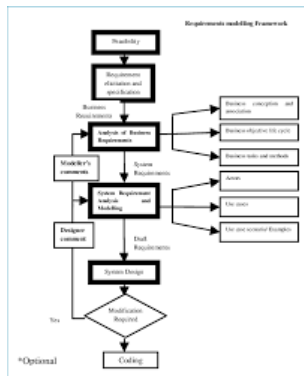 Requirements modelling Framework
Feasibility
Requirement
elicitation and
specification
Business
Requirements
Analysis of Business
Requirements
Business conception and
association
Business objective life cycle
Business tasks and methods
Modeller's
comments
System
Requirements
System Requirement
Analysis and
Modelling
Actors
Use cases
Use case scenario/ Examples
Designer
comment
Draft
Requirements
System Design
Modification
Required
Yes
*Optional
Coding